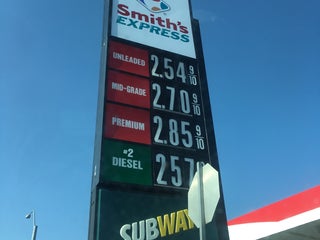 Smith's
EXPRESS
UNLEADED 2.54 9/10
MID-GRADE 2.70 9/10
PREMIUM 2.85 9/10
#2
DIESEL 257
SUBWAY